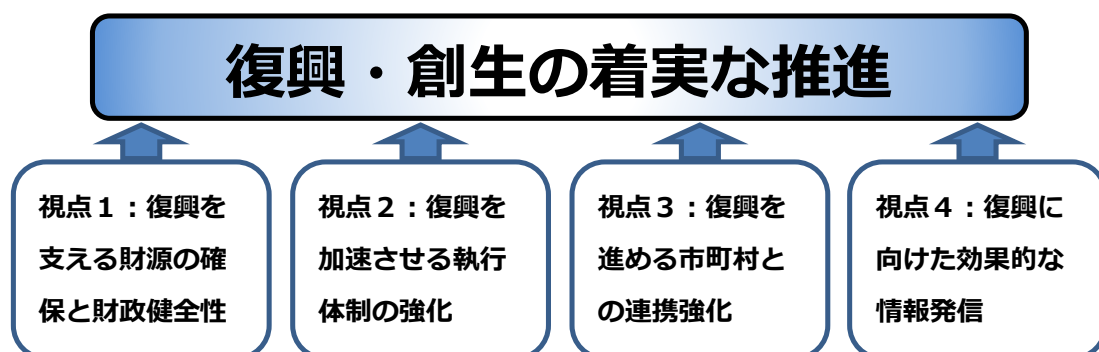 復興・創生の着実な推進
視点１：復興を
支える財源の確
保と財政健全性
視点２：復興を
加速させる執行
体制の強化
視点３：復興を
進める市町村と
の連携強化
視点４：復興に
向けた効果的な
情報発信